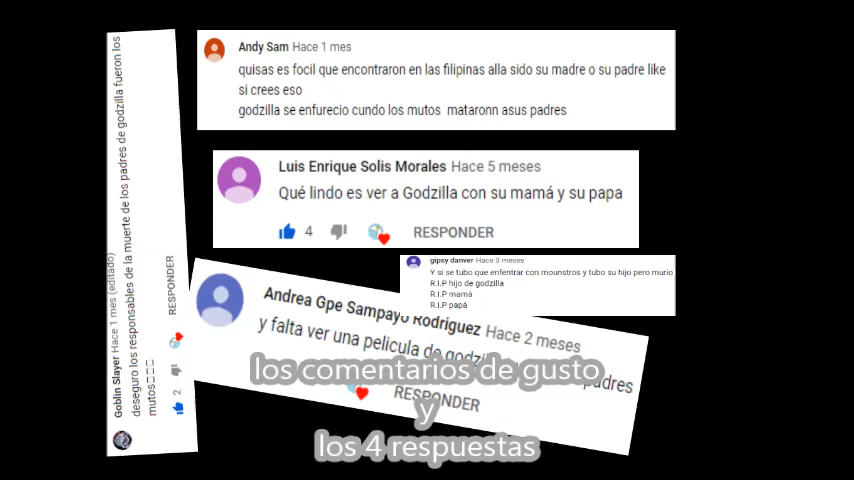 Andy Sam Hace 1 mes
quisas es focil que encontraron en las filipinas alla sido su madre o su padre like
si crees eso
godzilla se enfurecio cundo los mutos mataronn asus padres
Luis Enrique Solis Morales Hace 5 meses
Qué lindo es ver a Godzilla con su mamá y su papa
4 RESPONDER
gipsy danver Hace 3 meses
Y si se tubo que enfentrar con mounstros y tubo su hijo pero murio
R.I.P hijo de godzilla
R.I.P mamá
R.I.P papá
Goblin Slayer Hace 1 mes (editado)
deseguro los responsables de la muerte de los padres de godzilla fueron los
mutos
2 RESPONDER
Andrea Gpe Sampayo Rodriguez Hace 2 meses
y falta ver una pelicula de padres
RESPONDER
los comentarios de gusto
y
los 4 respuestas